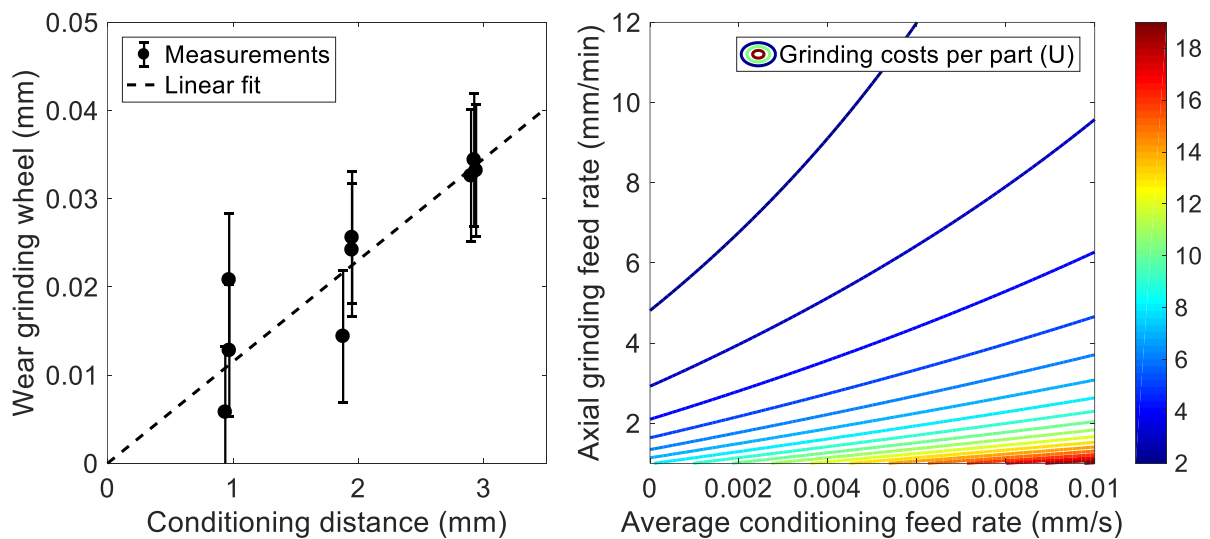 0.05
0.04
0.03
0.02
0.01
0
Wear grinding wheel (mm)
Measurements
Linear fit
0 1 2 3
Conditioning distance (mm)
12
10
8
6
4
2
Axial grinding feed rate (mm/min)
Grinding costs per part (U)
0 0.002 0.004 0.006 0.008 0.01
Average conditioning feed rate (mm/s)
18
16
14
12
10
8
6
4
2